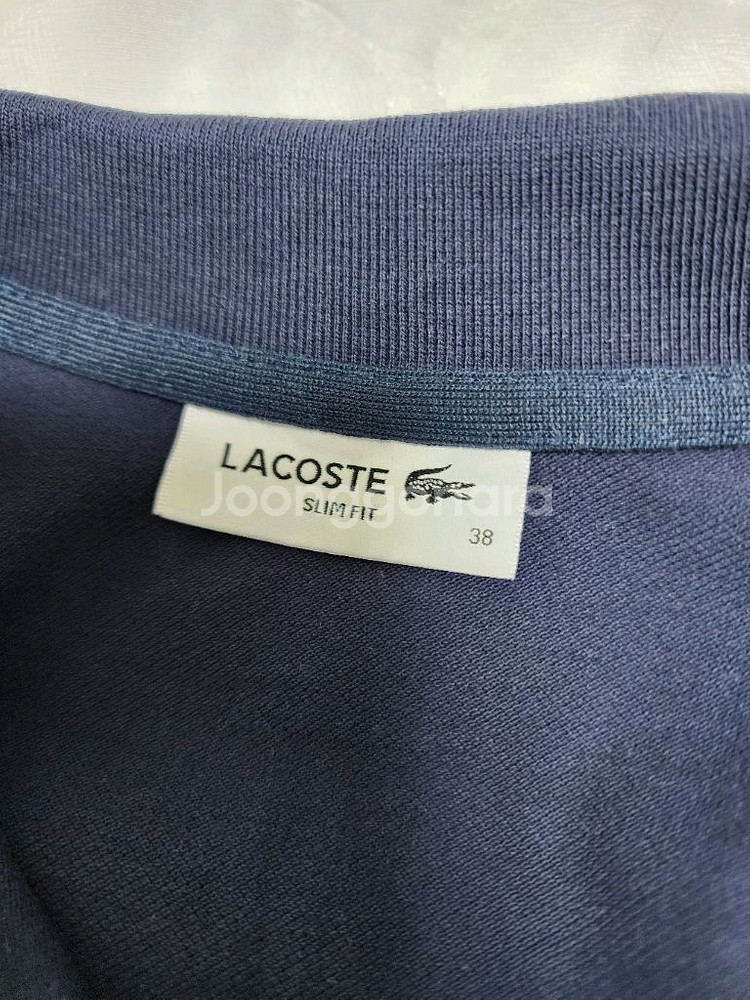 LACOSTE
SLIM FIT
38
Joonggonara